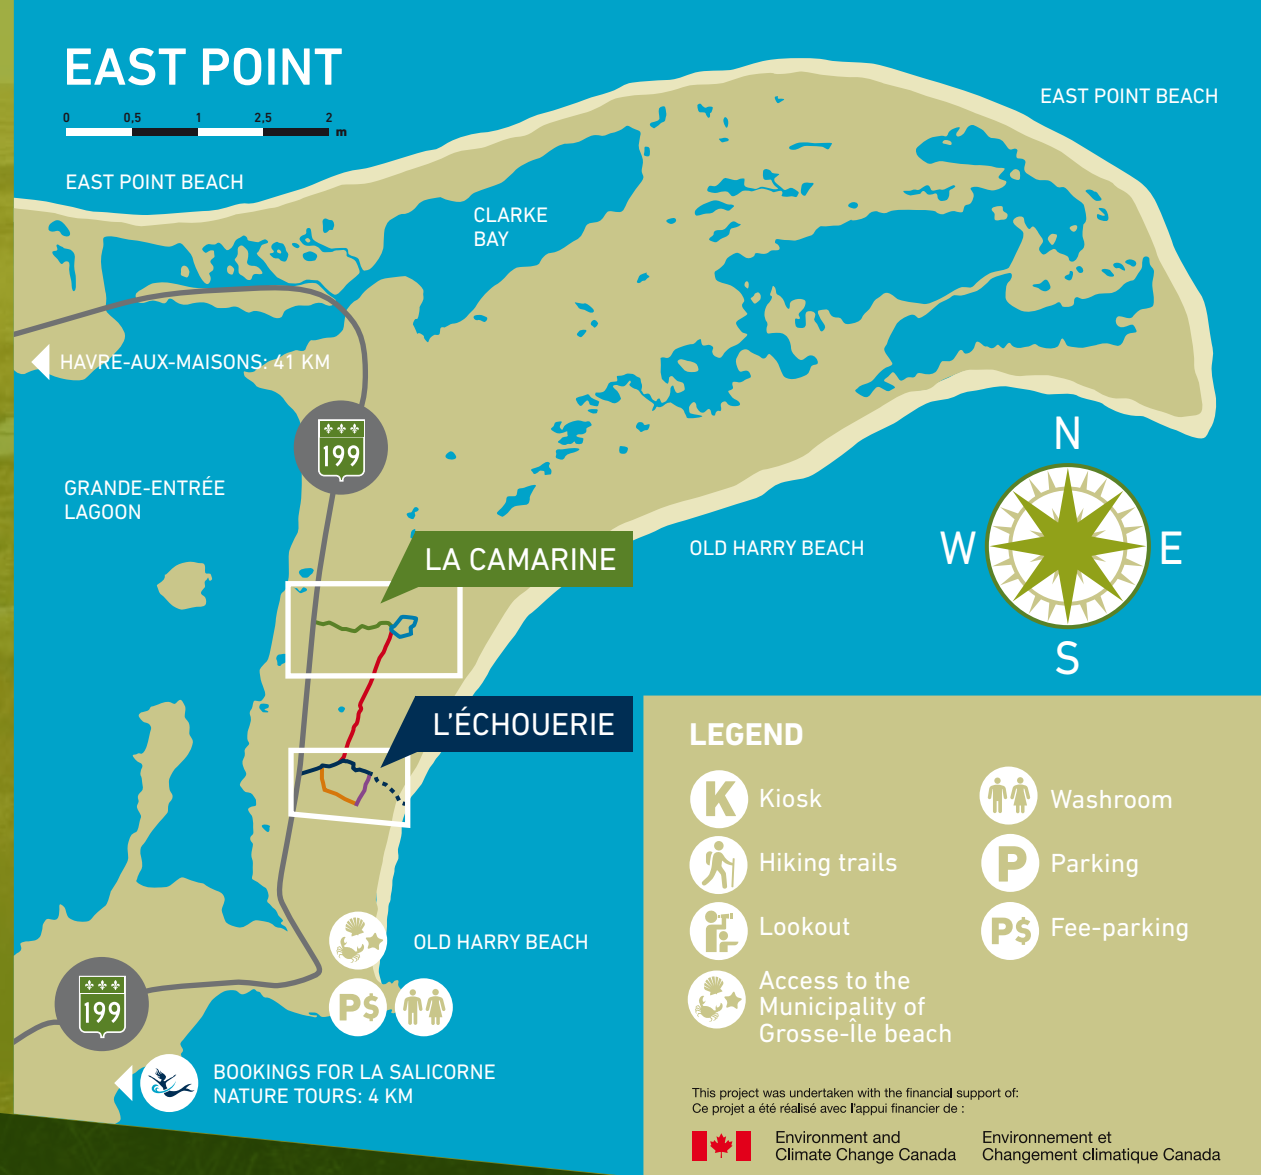 EAST POINT
0 0,5 1 2,5 2
m
EAST POINT BEACH
EAST POINT BEACH
CLARKE
BAY
HAVRE-AUX-MAISONS: 41 KM
199
GRANDE-ENTRÉE
LAGOON
LA CAMARINE
OLD HARRY BEACH
N
W E
S
L'ÉCHOUERIE
LEGEND
K Kiosk
Hiking trails
Lookout
Access to the
Municipality of
Grosse-Île beach
Washroom
P Parking
P$ Fee-parking
OLD HARRY BEACH
P$
199
BOOKINGS FOR LA SALICORNE
NATURE TOURS: 4 KM
This project was undertaken with the financial support of:
Ce projet a été réalisé avec l'appui financier de :
Environment and
Climate Change Canada
Environnement et
Changement climatique Canada